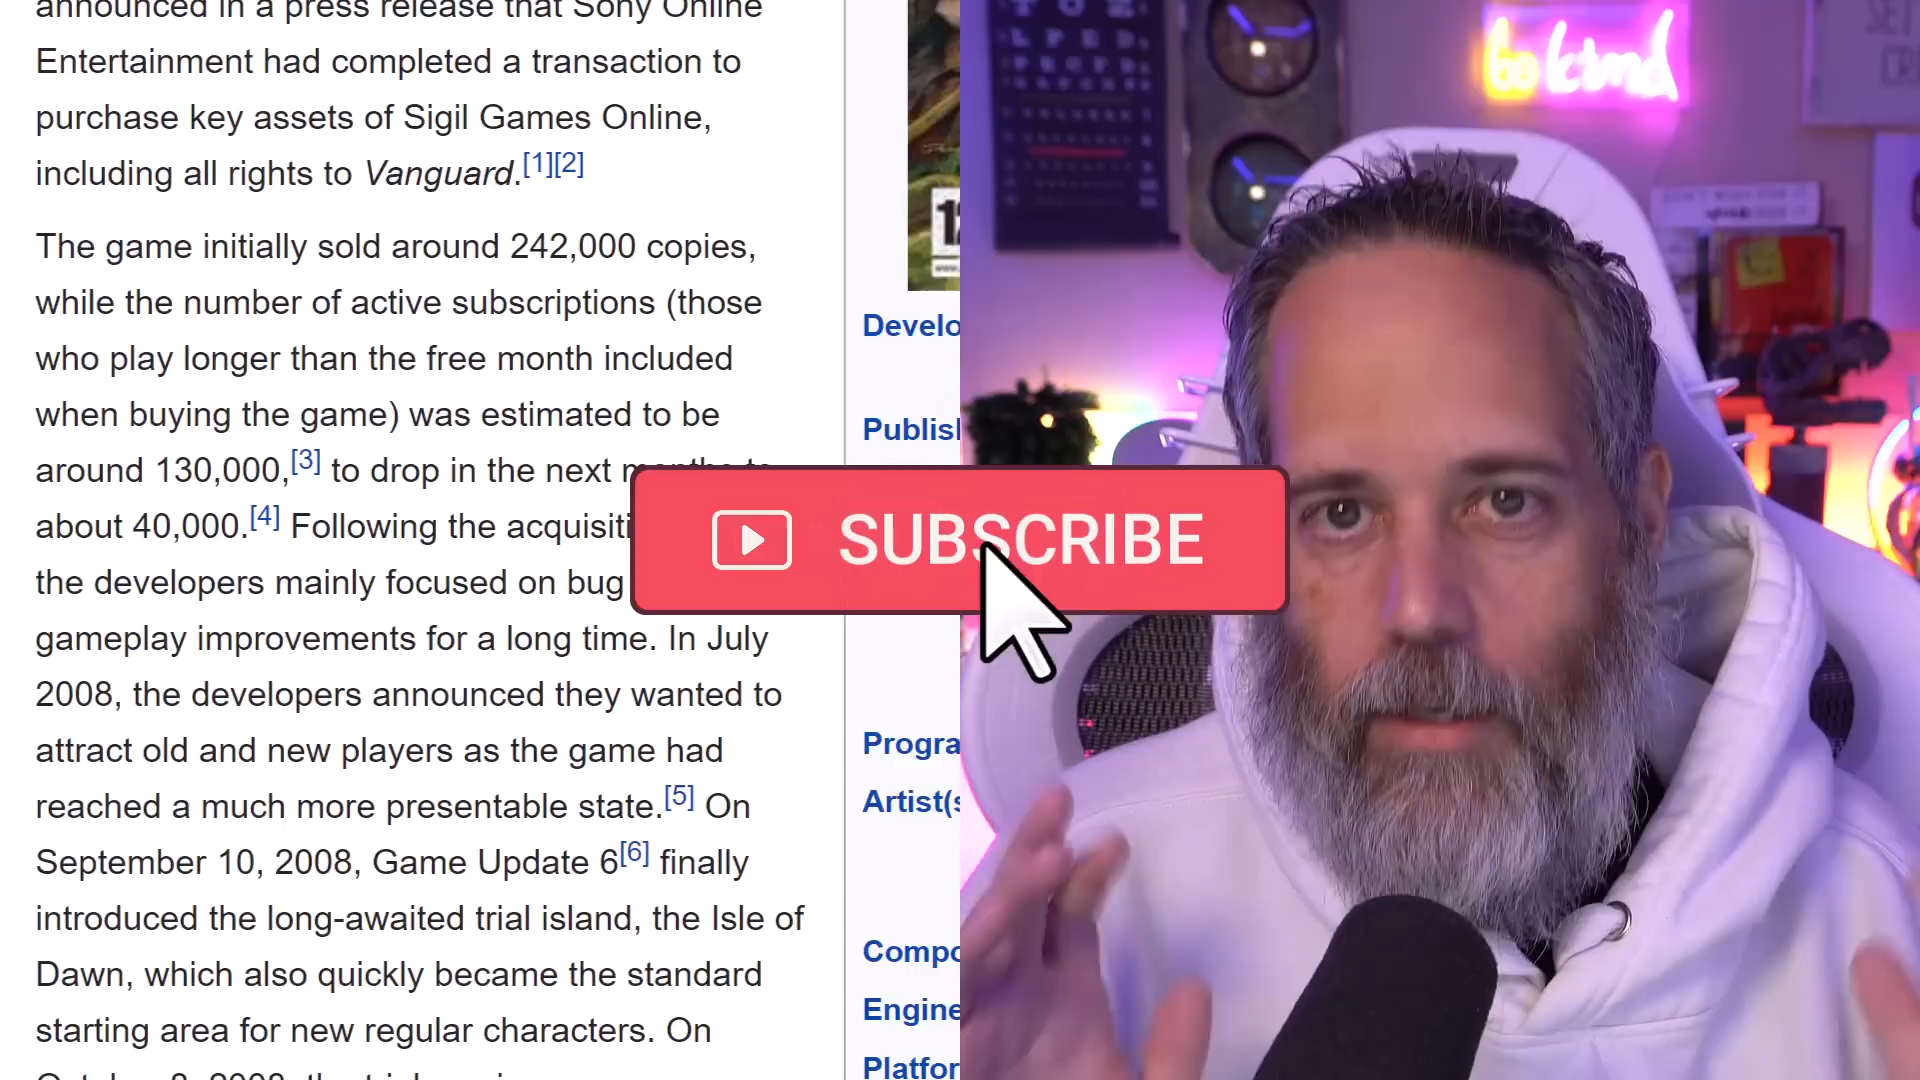 announced in a press release that Sony Online
Entertainment had completed a transaction to
purchase key assets of Sigil Games Online,
including all rights to Vanguard.[1][2]
The game initially sold around 242,000 copies,
while the number of active subscriptions (those
who play longer than the free month included
when buying the game) was estimated to be
around 130,000,[3] to drop in the next months to
about 40,000.[4] Following the acquisiti
the developers mainly focused on bug
gameplay improvements for a long time. In July
2008, the developers announced they wanted to
attract old and new players as the game had
reached a much more presentable state.[5] On
September 10, 2008, Game Update 6[6] finally
introduced the long-awaited trial island, the Isle of
Dawn, which also quickly became the standard
starting area for new regular characters. On
12
Develo
Publis
Progra
Artist(s
Compo
Engine
Platfor
SUBSCRIBE
be kind